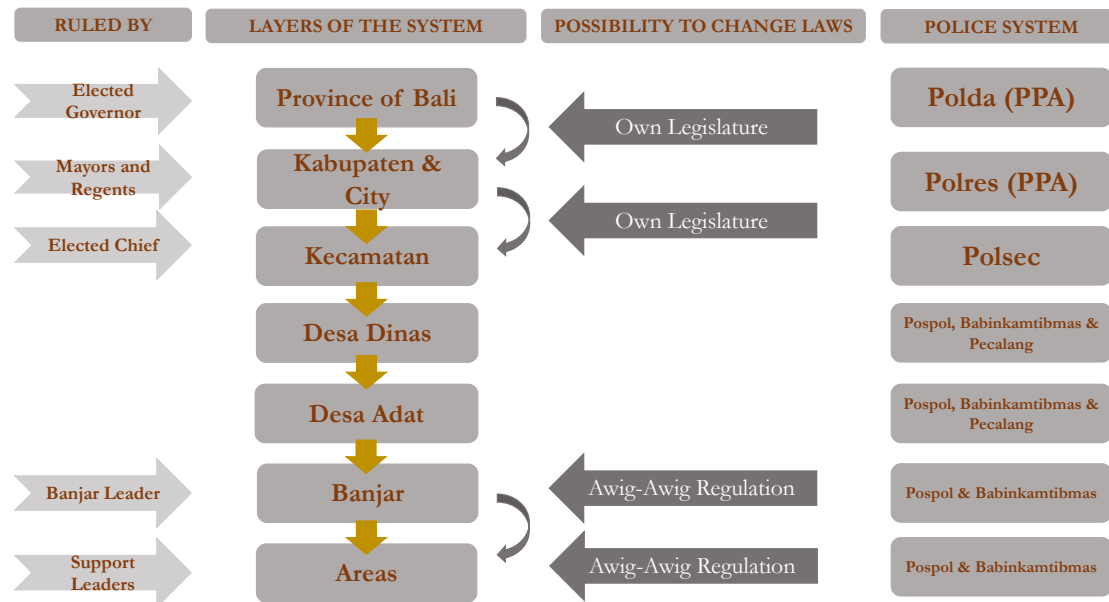 RULED BY
LAYERS OF THE SYSTEM
POSSIBILITY TO CHANGE LAWS
POLICE SYSTEM
Elected
Governor
Province of Bali
Own Legislature
Polda (PPA)
Mayors and
Regents
Kabupaten &
City
Polres (PPA)
Elected Chief
Kecamatan
Own Legislature
Polsec
Desa Dinas
Pospol, Babinkamtibmas &
Pecalang
Desa Adat
Pospol, Babinkamtibmas &
Pecalang
Banjar Leader
Banjar
Awig-Awig Regulation
Pospol & Babinkamtibmas
Support
Leaders
Areas
Awig-Awig Regulation
Pospol & Babinkamtibmas